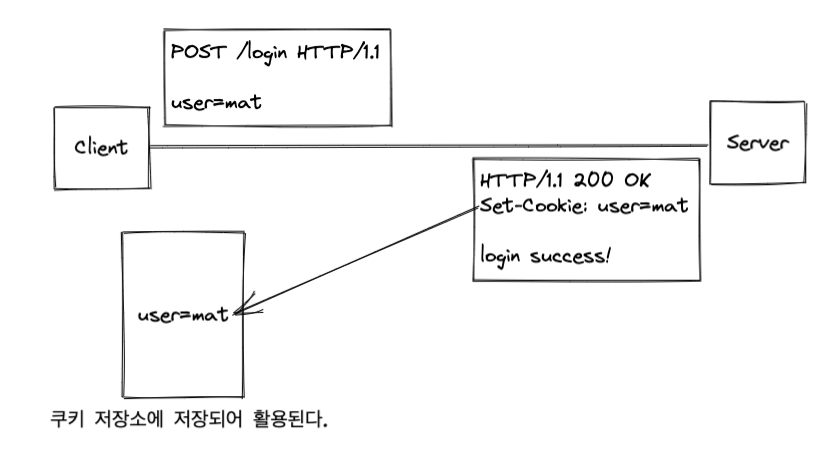 POST /login HTTP/1.1
user=mat
Client
Server
HTTP/1.1 200 OK
Set-Cookie: user=mat
login success!
user=mat
쿠키 저장소에 저장되어 활용된다.